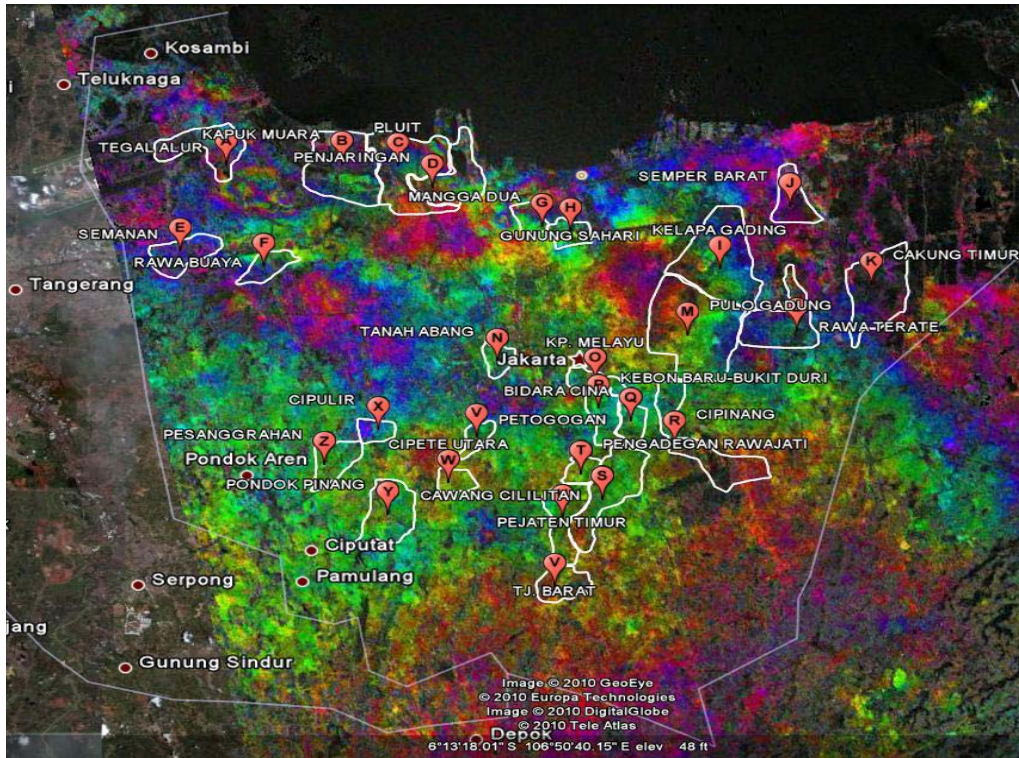 Kosambi
Teluknaga
KAPUK MUARA
PLUIT
TEGAL ALUR
A
B
C
PENJARINGAN
D
SEMPER BARAT
J
MANGGA DUA
G
H
SEMANAN
E
F
RAWA BUAYA
GUNUNG SAHARI
KELAPA GADING
I
K
CAKUNG TIMUR
Tangerang
PULO GADUNG
M
RAWA TERATE
TANAH ABANG
N
KP. MELAYU
Jakarta
O
KEBON BARU-BUKIT DURI
P
BIDARA CINA
Q
CIPULIR
X
V
PETOGOGAN
R
CIPINANG
PESANGGRAHAN
Z
CIPETE UTARA
PENGADEGAN RAWAJATI
Pondok Aren
W
T
PONDOK PINANG
Y
CAWANG CILILITAN
S
PEJATEN TIMUR
Ciputat
V
Serpong
Pamulang
TJ. BARAT
jang
Gunung Sindur
Image © 2010 GeoEye
© 2010 Europa Technologies
Image © 2010 DigitalGlobe
© 2010 Tele Atlas
Depok
6°13'18.01" S 106°50'40.15" E elev 48 ft